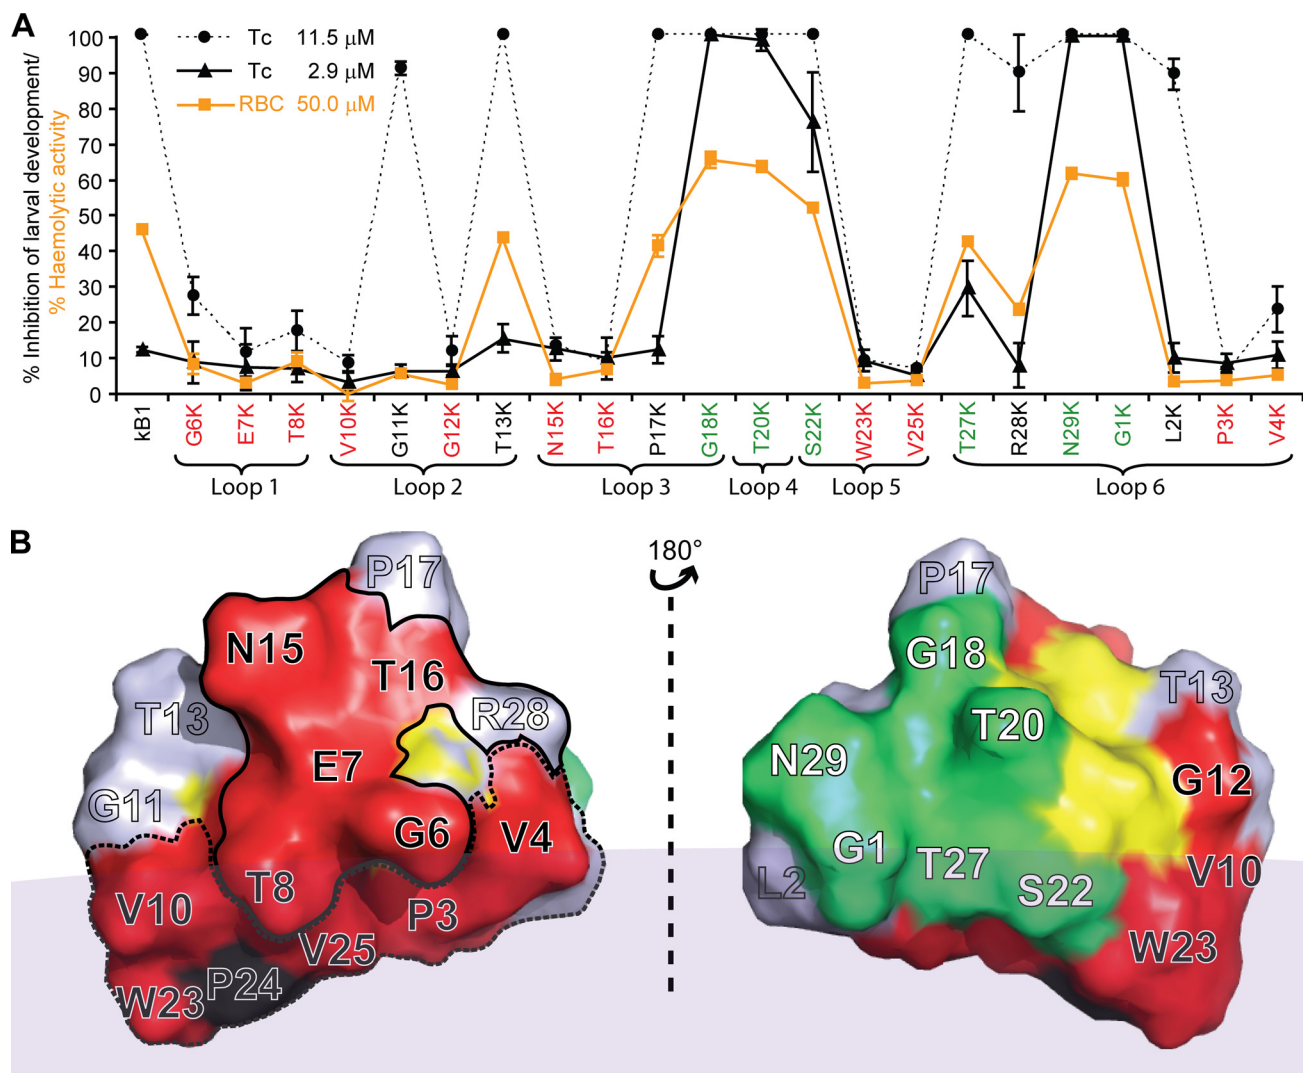 A
% Inhibition of larval development/
% Haemolytic activity
100
90
80
70
60
50
40
30
20
10
0
Tc 11.5 μM
Tc 2.9 μM
RBC 50.0 μM
kB1 G6K E7K T8K V10K G11K G12K T13K N15K T16K P17K G18K T20K S22K W23K V25K T27K R28K N29K G1K L2K P3K V4K
Loop 1 Loop 2 Loop 3 Loop 4 Loop 5 Loop 6
B
180°
P17
N15
T16
T13
R28
E7
G11
G6
V4
T8
V10
P3
V25
P24
W23
P17
G18
T13
T20
N29
G12
G1
T27
V10
L2
S22
W23